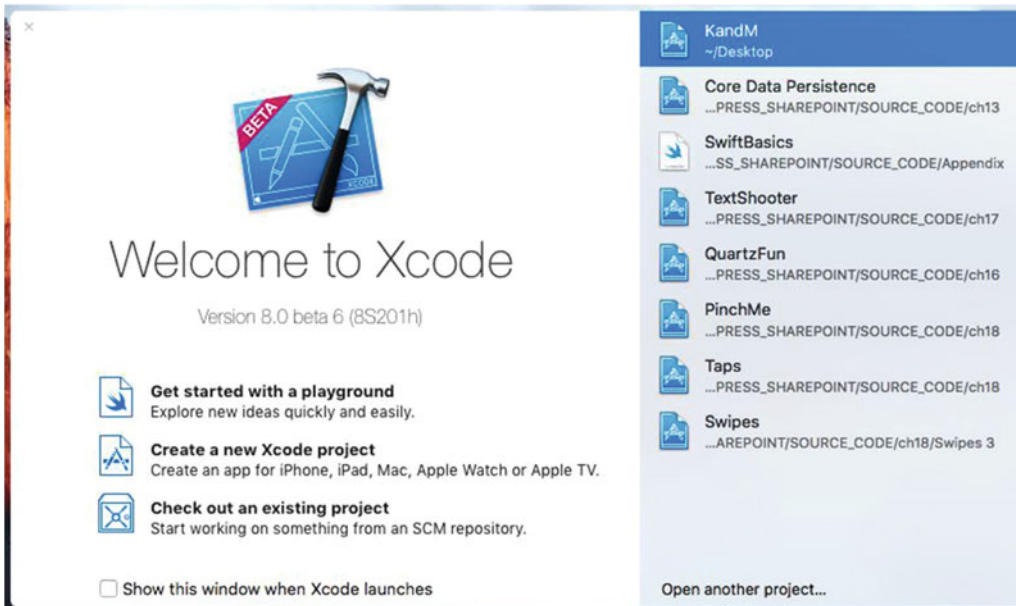 BETA
XCODE
Welcome to Xcode
Version 8.0 beta 6 (8S201h)
Get started with a playground
Explore new ideas quickly and easily.
Create a new Xcode project
Create an app for iPhone, iPad, Mac, Apple Watch or Apple TV.
Check out an existing project
Start working on something from an SCM repository.
Show this window when Xcode launches
KandM
~/Desktop
Core Data Persistence
...PRESS_SHAREPOINT/SOURCE_CODE/ch13
SwiftBasics
...SS_SHAREPOINT/SOURCE_CODE/Appendix
TextShooter
...PRESS_SHAREPOINT/SOURCE_CODE/ch17
QuartzFun
...PRESS_SHAREPOINT/SOURCE_CODE/ch16
PinchMe
...PRESS_SHAREPOINT/SOURCE_CODE/ch18
Taps
...PRESS_SHAREPOINT/SOURCE_CODE/ch18
Swipes
...AREPOINT/SOURCE_CODE/ch18/Swipes 3
Open another project...